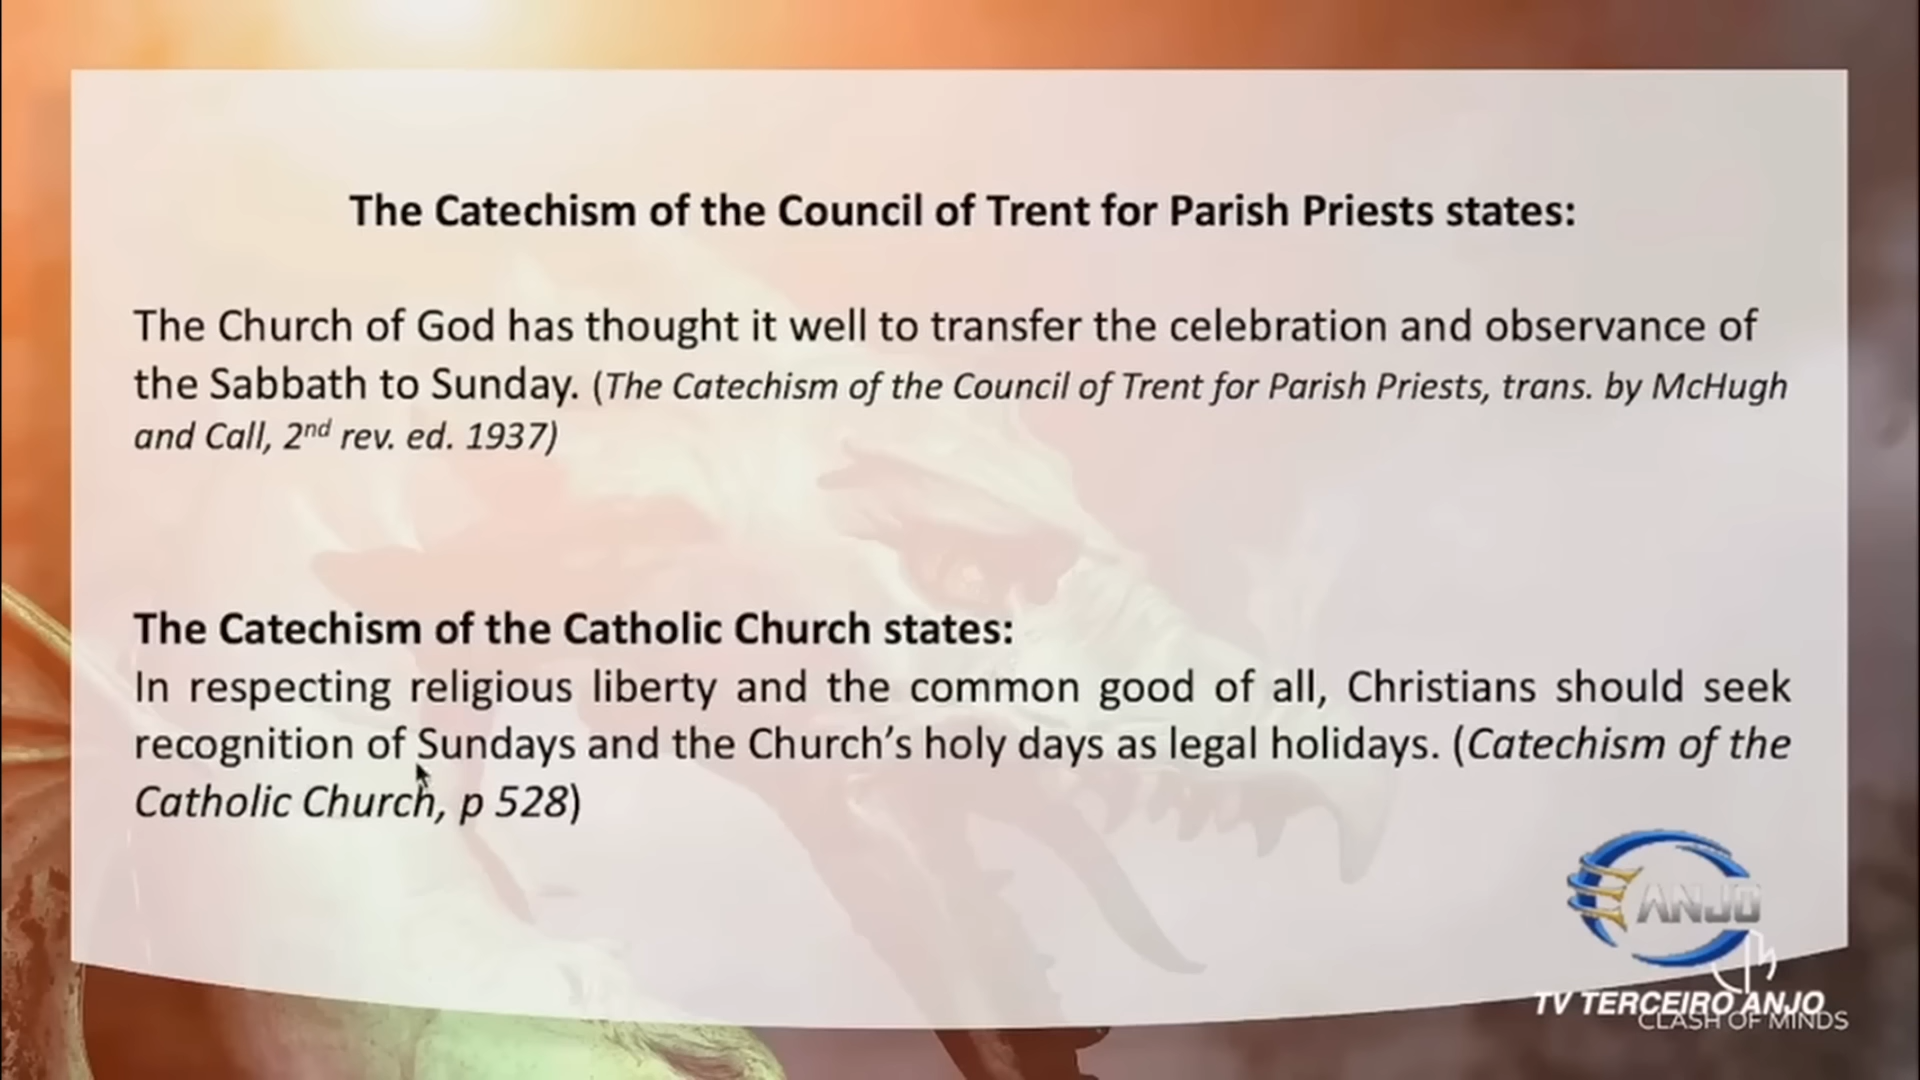 The Catechism of the Council of Trent for Parish Priests states:
The Church of God has thought it well to transfer the celebration and observance of
the Sabbath to Sunday. (The Catechism of the Council of Trent for Parish Priests, trans. by McHugh
and Call, 2nd rev. ed. 1937)
The Catechism of the Catholic Church states:
In respecting religious liberty and the common good of all, Christians should seek
recognition of Sundays and the Church's holy days as legal holidays. (Catechism of the
Catholic Church, p 528)
ANJO
TV TERCEIRO ANJO
CLASH OF MINDS